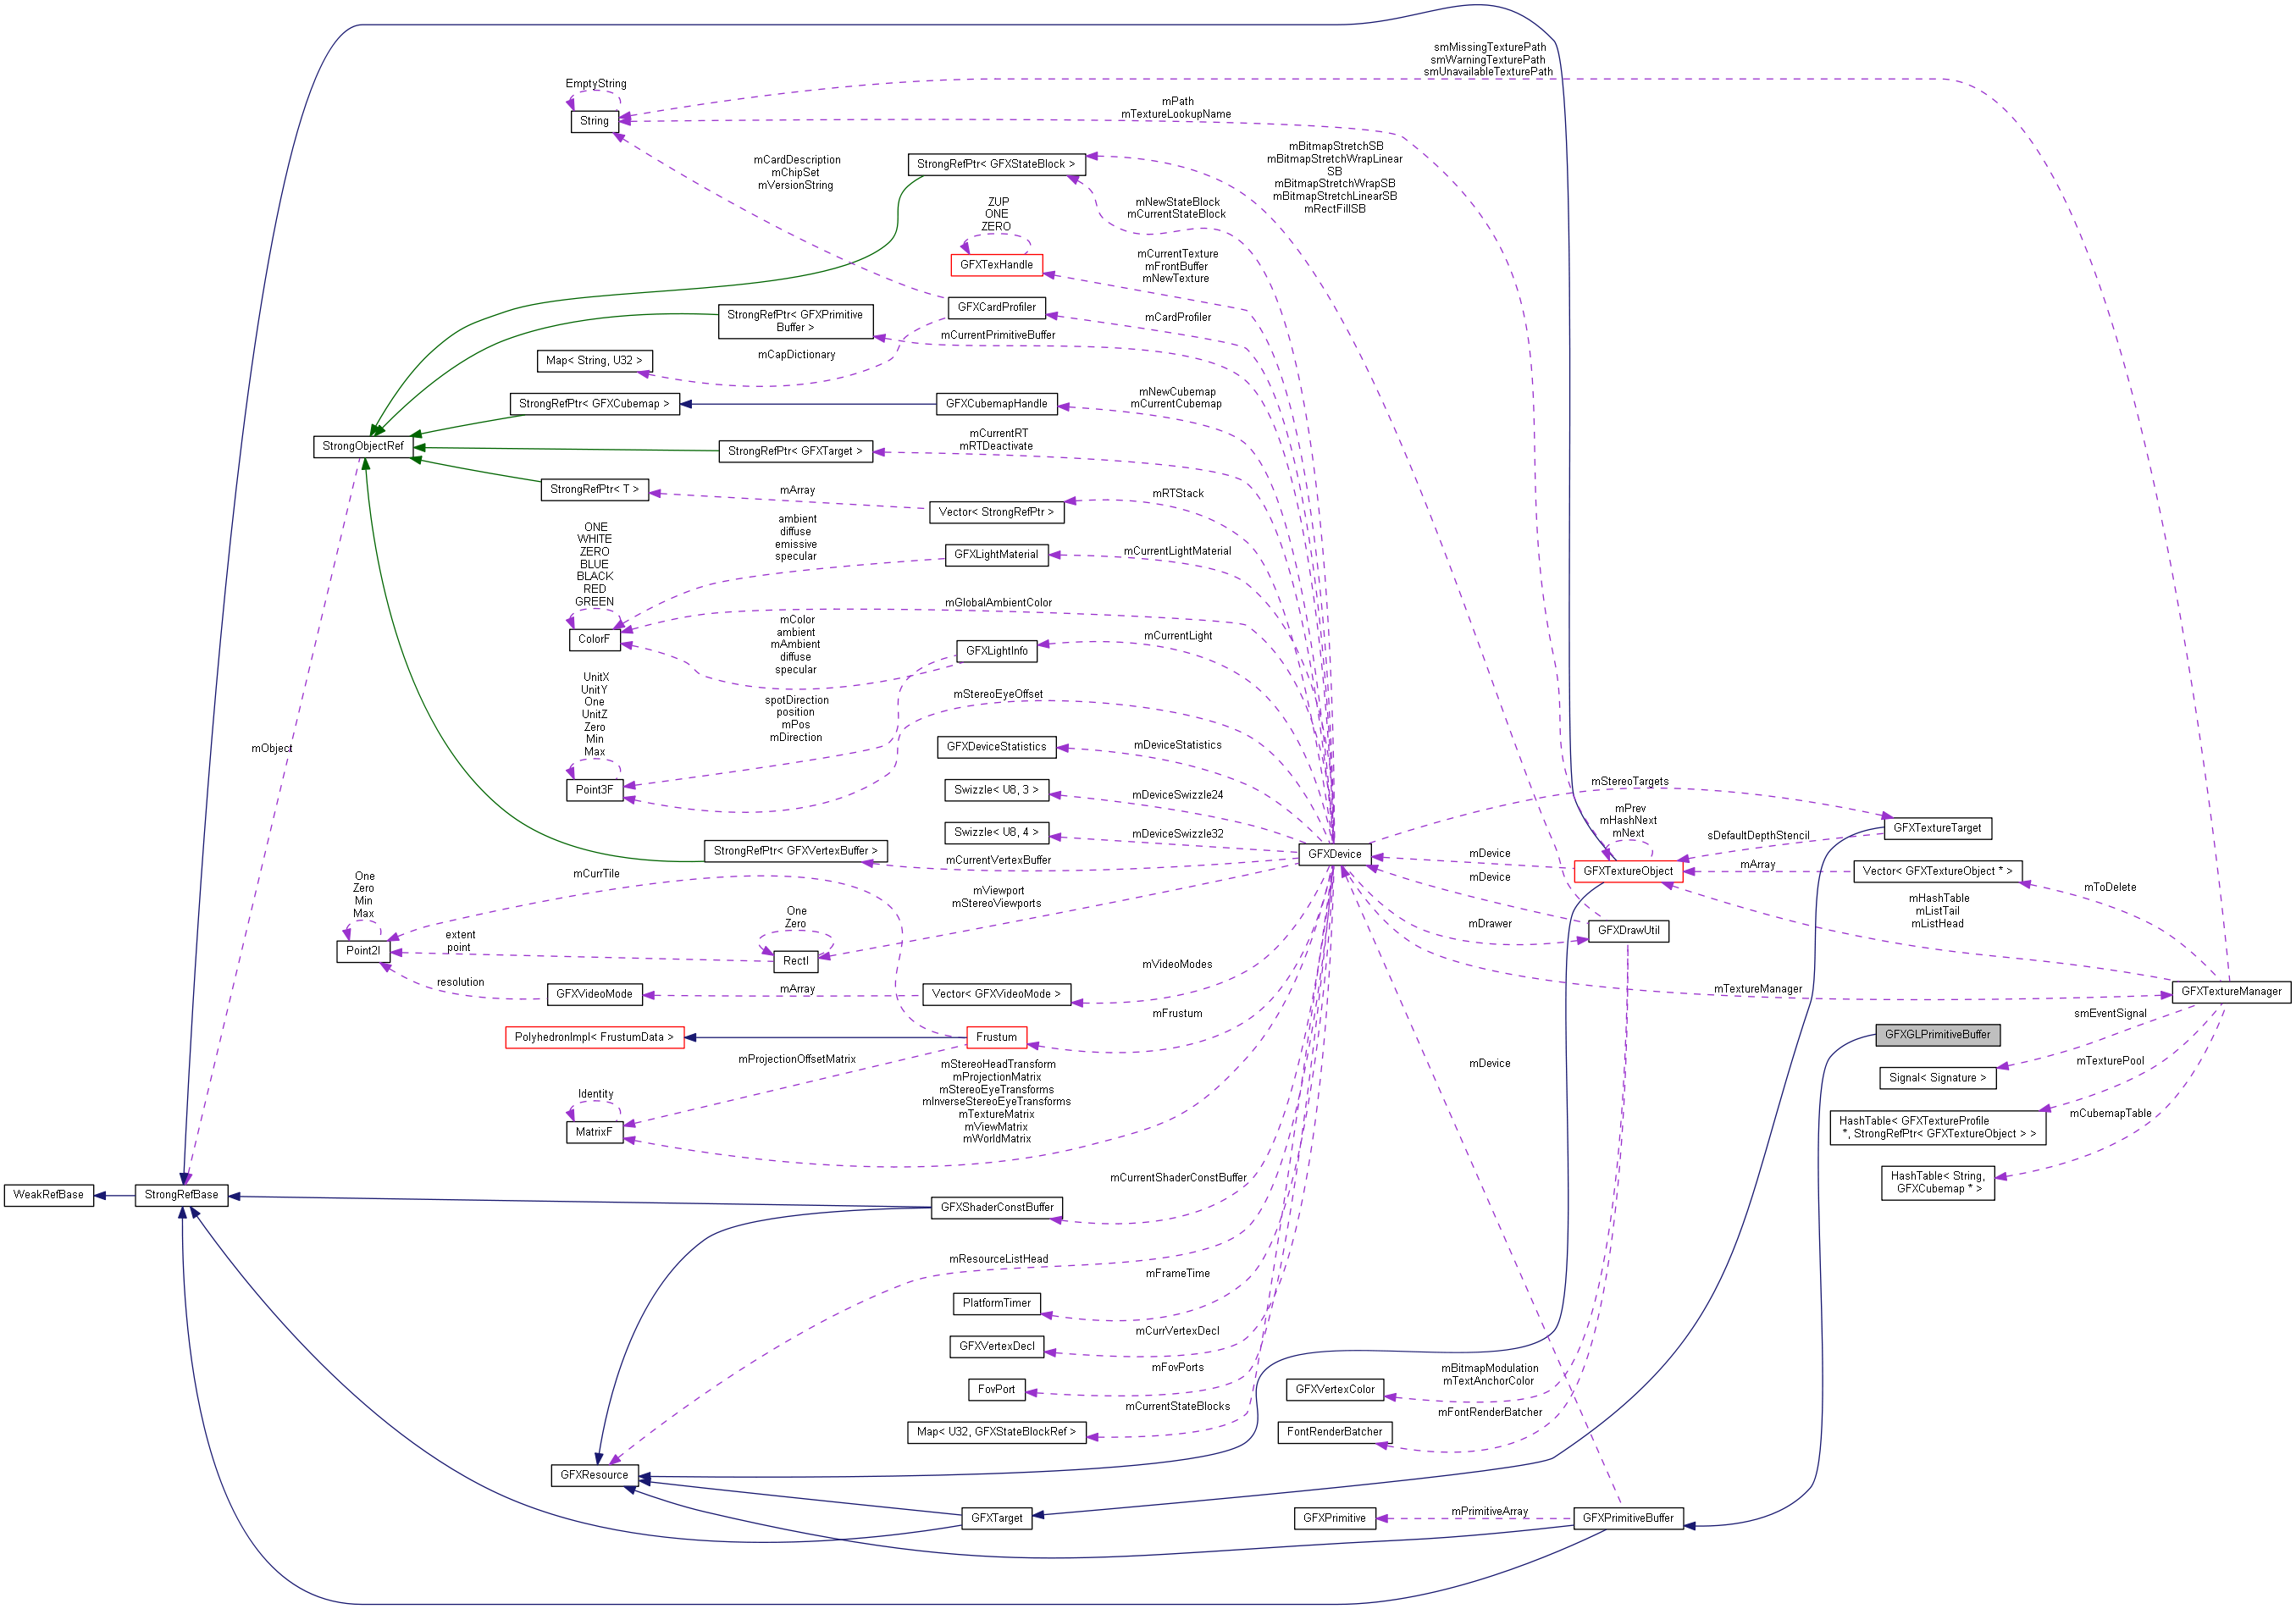 smMissingTexturePath
smWarningTexturePath
smUnavailableTexturePath
EmptyString
String
mPath
mTextureLookupName
mCardDescription
mChipSet
mVersionString
StrongRefPtr< GFXStateBlock >
mBitmapStretchSB
mBitmapStretchWrapLinear
SB
mBitmapStretchWrapSB
mBitmapStretchLinearSB
mRectFillSB
mNewStateBlock
mCurrentStateBlock
ZUP
ONE
ZERO
GFXTexHandle
mCurrentTexture
mFrontBuffer
mNewTexture
GFXCardProfiler
mCardProfiler
StrongRefPtr< GFXPrimitive
Buffer >
mCurrentPrimitiveBuffer
Map< String, U32 >
mCapDictionary
StrongRefPtr< GFXCubemap >
GFXCubemapHandle
mNewCubemap
mCurrentCubemap
StrongObjectRef
StrongRefPtr< GFXTarget >
mCurrentRT
mRTDeactivate
StrongRefPtr< T >
mArray
Vector< StrongRefPtr >
mRTStack
ONE
WHITE
ZERO
BLUE
BLACK
RED
GREEN
ColorF
ambient
diffuse
emissive
specular
GFXLightMaterial
mCurrentLightMaterial
mGlobalAmbientColor
mColor
ambient
mAmbient
diffuse
specular
GFXLightInfo
mCurrentLight
UnitX
UnitY
One
UnitZ
Zero
Min
Max
Point3F
spotDirection
position
mPos
mDirection
mStereoEyeOffset
mObject
GFXDeviceStatistics
mDeviceStatistics
Swizzle< U8, 3 >
mDeviceSwizzle24
Swizzle< U8, 4 >
mDeviceSwizzle32
StrongRefPtr< GFXVertexBuffer >
mCurrentVertexBuffer
GFXDevice
mStereoTargets
mPrev
mHashNext
mNext
GFXTextureObject
mDevice
mDevice
sDefaultDepthStencil
GFXTextureTarget
mArray
Vector< GFXTextureObject * >
mToDelete
mHashTable
mListTail
mListHead
mCurrTile
One
Zero
Min
Max
Point2I
extent
point
One
Zero
RectI
mViewport
mStereoViewports
mDrawer
GFXDrawUtil
resolution
GFXVideoMode
mArray
Vector< GFXVideoMode >
mVideoModes
mTextureManager
GFXTextureManager
PolyhedronImpl< FrustumData >
Frustum
mFrustum
smEventSignal
GFXGLPrimitiveBuffer
mProjectionOffsetMatrix
mStereoHeadTransform
mProjectionMatrix
mStereoEyeTransforms
mInverseStereoEyeTransforms
mTextureMatrix
mViewMatrix
mWorldMatrix
Identity
MatrixF
mDevice
mTexturePool
Signal< Signature >
HashTable< GFXTextureProfile
*, StrongRefPtr< GFXTextureObject > >
mCubemapTable
HashTable< String,
GFXCubemap * >
WeakRefBase
StrongRefBase
mCurrentShaderConstBuffer
GFXShaderConstBuffer
mResourceListHead
mFrameTime
PlatformTimer
mCurrVertexDecl
GFXVertexDecl
mFovPorts
FovPort
mCurrentStateBlocks
Map< U32, GFXStateBlockRef >
mBitmapModulation
mTextAnchorColor
GFXVertexColor
mFontRenderBatcher
FontRenderBatcher
GFXResource
GFXTarget
GFXPrimitive
mPrimitiveArray
GFXPrimitiveBuffer